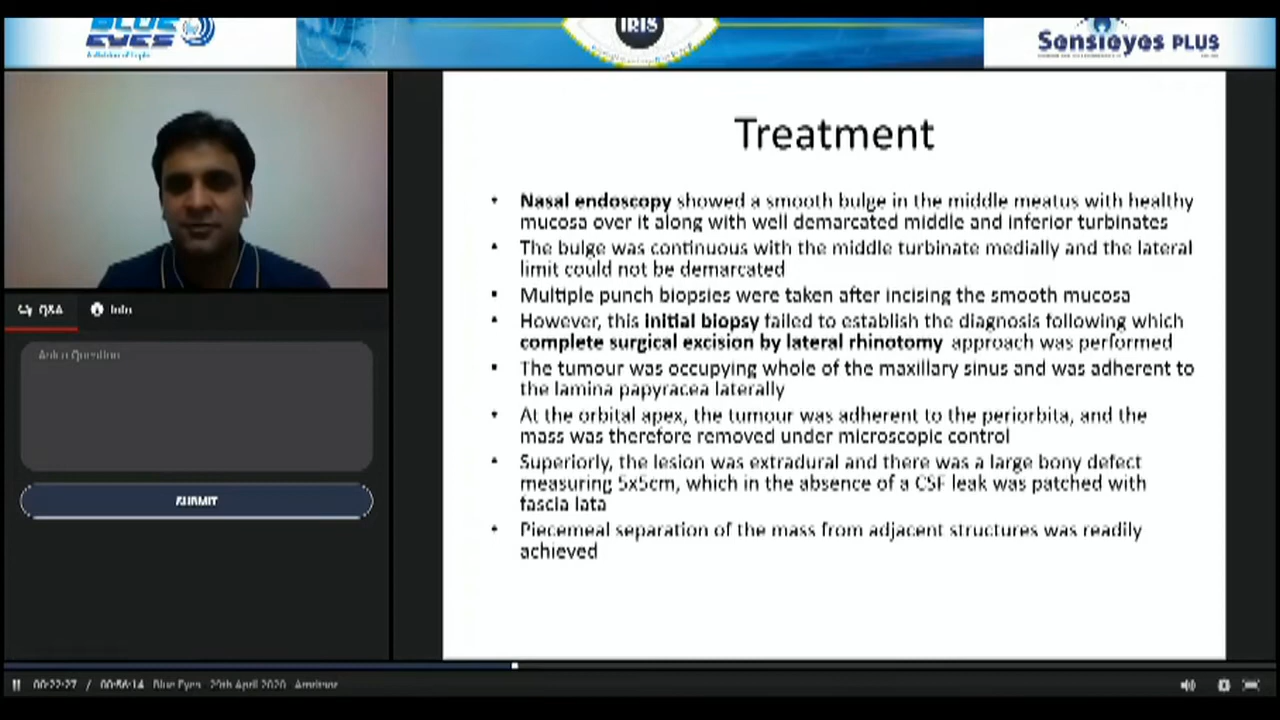 BLUE
EYES
IRIS
Sensieyes PLUS
Q&A
Info
Ask a Question
SUBMIT
Treatment
• Nasal endoscopy showed a smooth bulge in the middle meatus with healthy
mucosa over it along with well demarcated middle and inferior turbinates
• The bulge was continuous with the middle turbinate medially and the lateral
limit could not be demarcated
• Multiple punch biopsies were taken after incising the smooth mucosa
• However, this initial biopsy failed to establish the diagnosis following which
complete surgical excision by lateral rhinotomy approach was performed
• The tumour was occupying whole of the maxillary sinus and was adherent to
the lamina papyracea laterally
• At the orbital apex, the tumour was adherent to the periorbita, and the
mass was therefore removed under microscopic control
• Superiorly, the lesion was extradural and there was a large bony defect
measuring 5x5cm, which in the absence of a CSF leak was patched with
fascia lata
• Piecemeal separation of the mass from adjacent structures was readily
achieved
00:22:27 / 00:56:14 Blue Eyes 29th April 2020 Amritsar